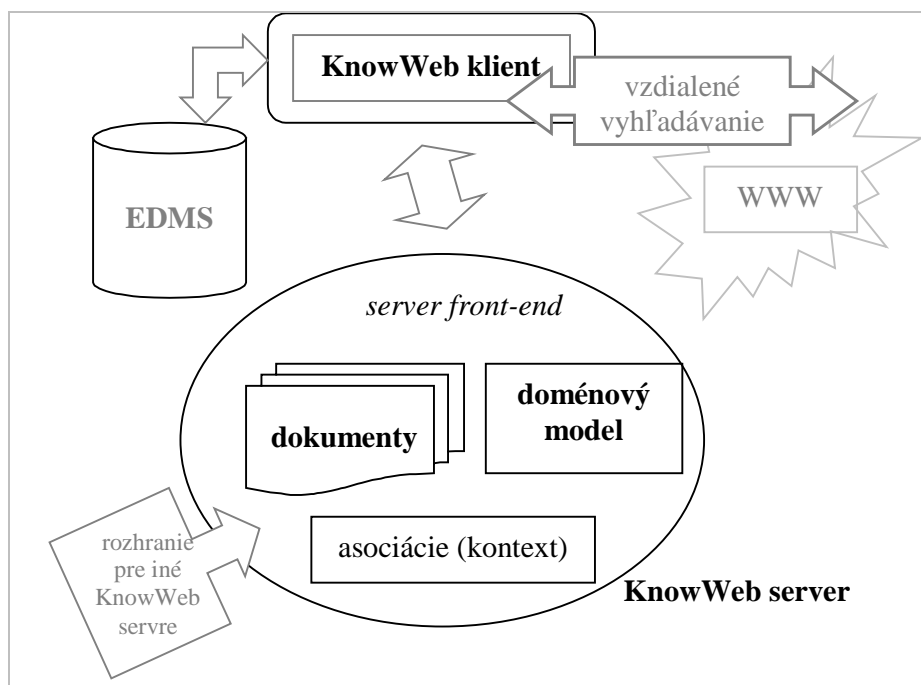 KnowWeb klient
vzdialené
vyhľadávanie
EDMS
WWW
server front-end
dokumenty
doménový
model
asociácie (kontext)
rozhranie
pre iné
KnowWeb
servre
KnowWeb server